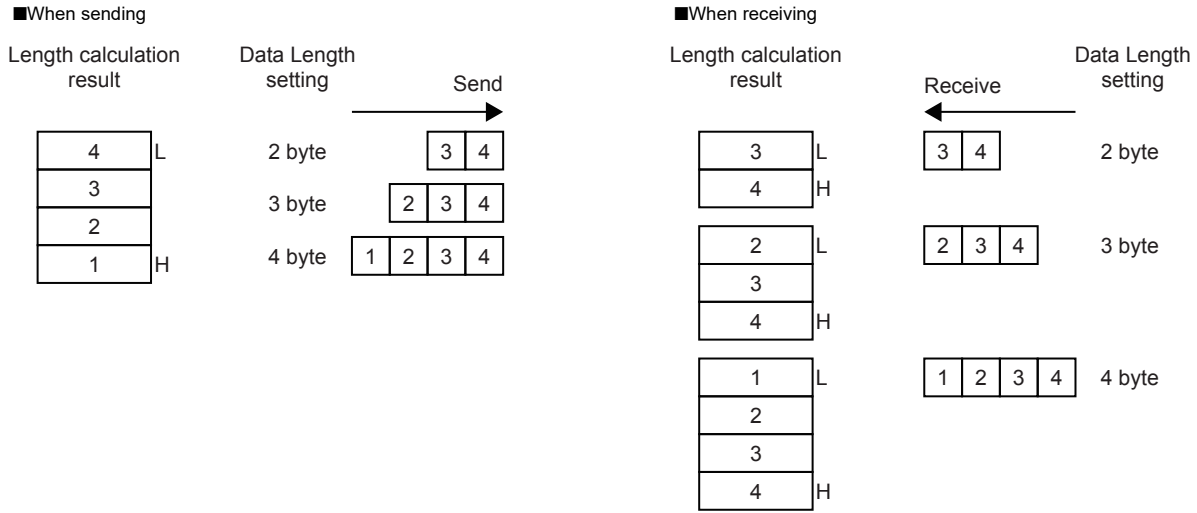 ■When sending
Length calculation
result
Data Length
setting
Send
4 L
3
2
1 H
2 byte 3 4
3 byte 2 3 4
4 byte 1 2 3 4
■When receiving
Length calculation
result
Receive
Data Length
setting
3 L 3 4 2 byte
4 H
2 L 2 3 4 3 byte
3
4 H
1 L 1 2 3 4 4 byte
2
3
4 H